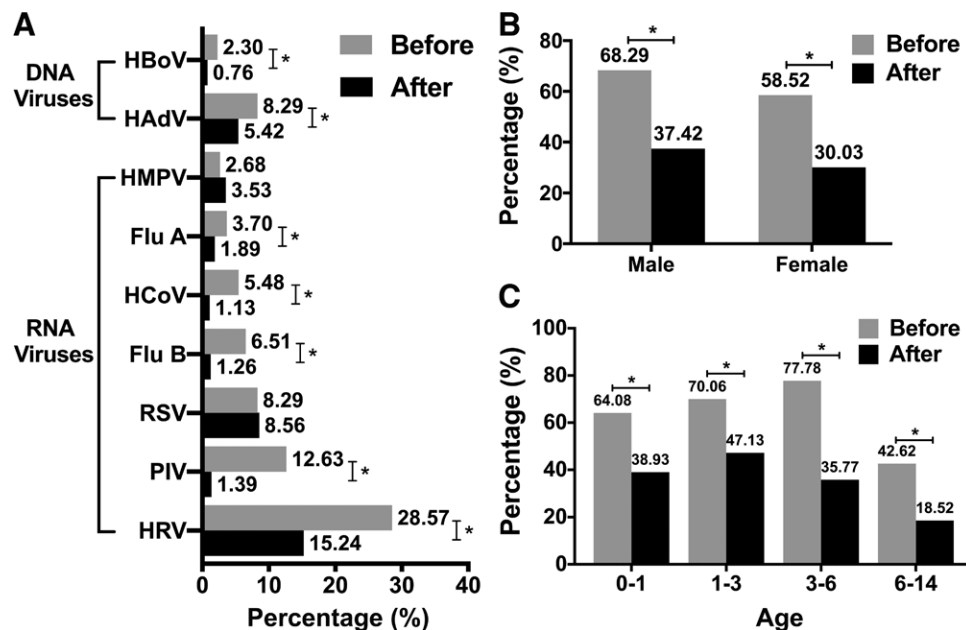 A
Before
After
DNA
Viruses
RNA
Viruses
HBoV
2.30
0.76
*
HAdV
8.29
5.42
*
HMPV
2.68
3.53
Flu A
3.70
1.89
*
HCoV
5.48
1.13
*
Flu B
6.51
1.26
*
RSV
8.29
8.56
PIV
12.63
1.39
*
HRV
28.57
15.24
*
0 10 20 30 40
Percentage (%)
B
Before
After
Percentage (%)
80
60
40
20
0
*
68.29
37.42
*
58.52
30.03
Male Female
C
Before
After
Percentage (%)
100
80
60
40
20
0
*
64.08
38.93
*
70.06
47.13
*
77.78
35.77
*
42.62
18.52
0-1 1-3 3-6 6-14
Age